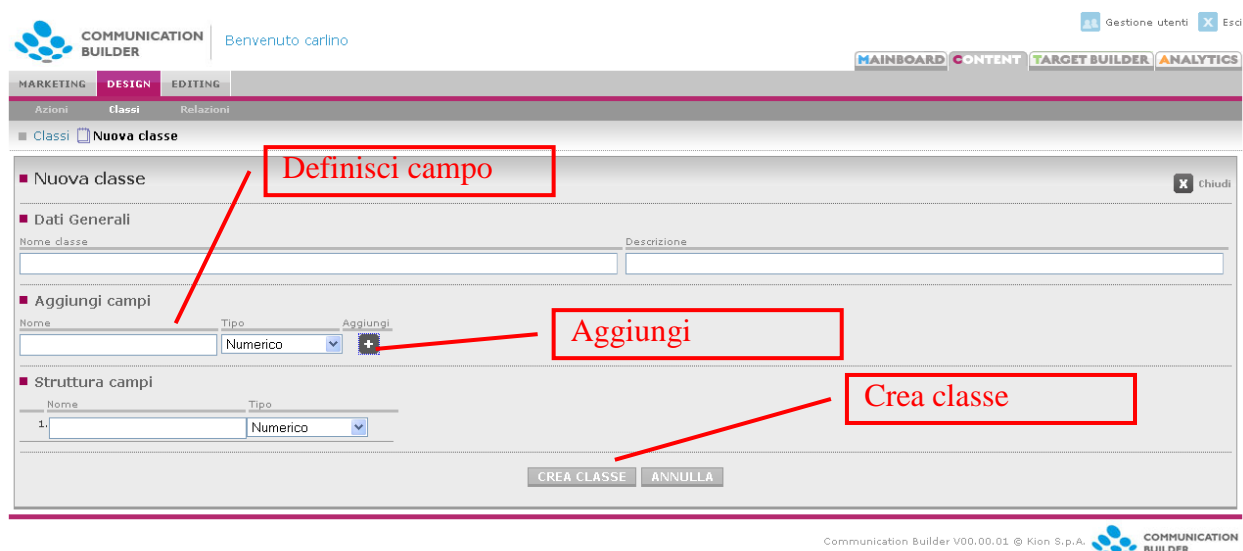 Gestione utenti X Esci
COMMUNICATION
BUILDER
Benvenuto carlino
MAINBOARD CONTENT TARGET BUILDER ANALYTICS
MARKETING DESIGN EDITING
Azioni Classi Relazioni
Classi Nuova classe
Definisci campo
Nuova classe
X Chiudi
Dati Generali
Nome classe Descrizione
Aggiungi campi
Nome Tipo Aggiungi
Numerico +
Aggiungi
Struttura campi
Nome Tipo
1. Numerico
Crea classe
CREA CLASSE ANNULLA
Communication Builder V00.00.01 @ Kion S.p.A.
COMMUNICATION
BUILDER